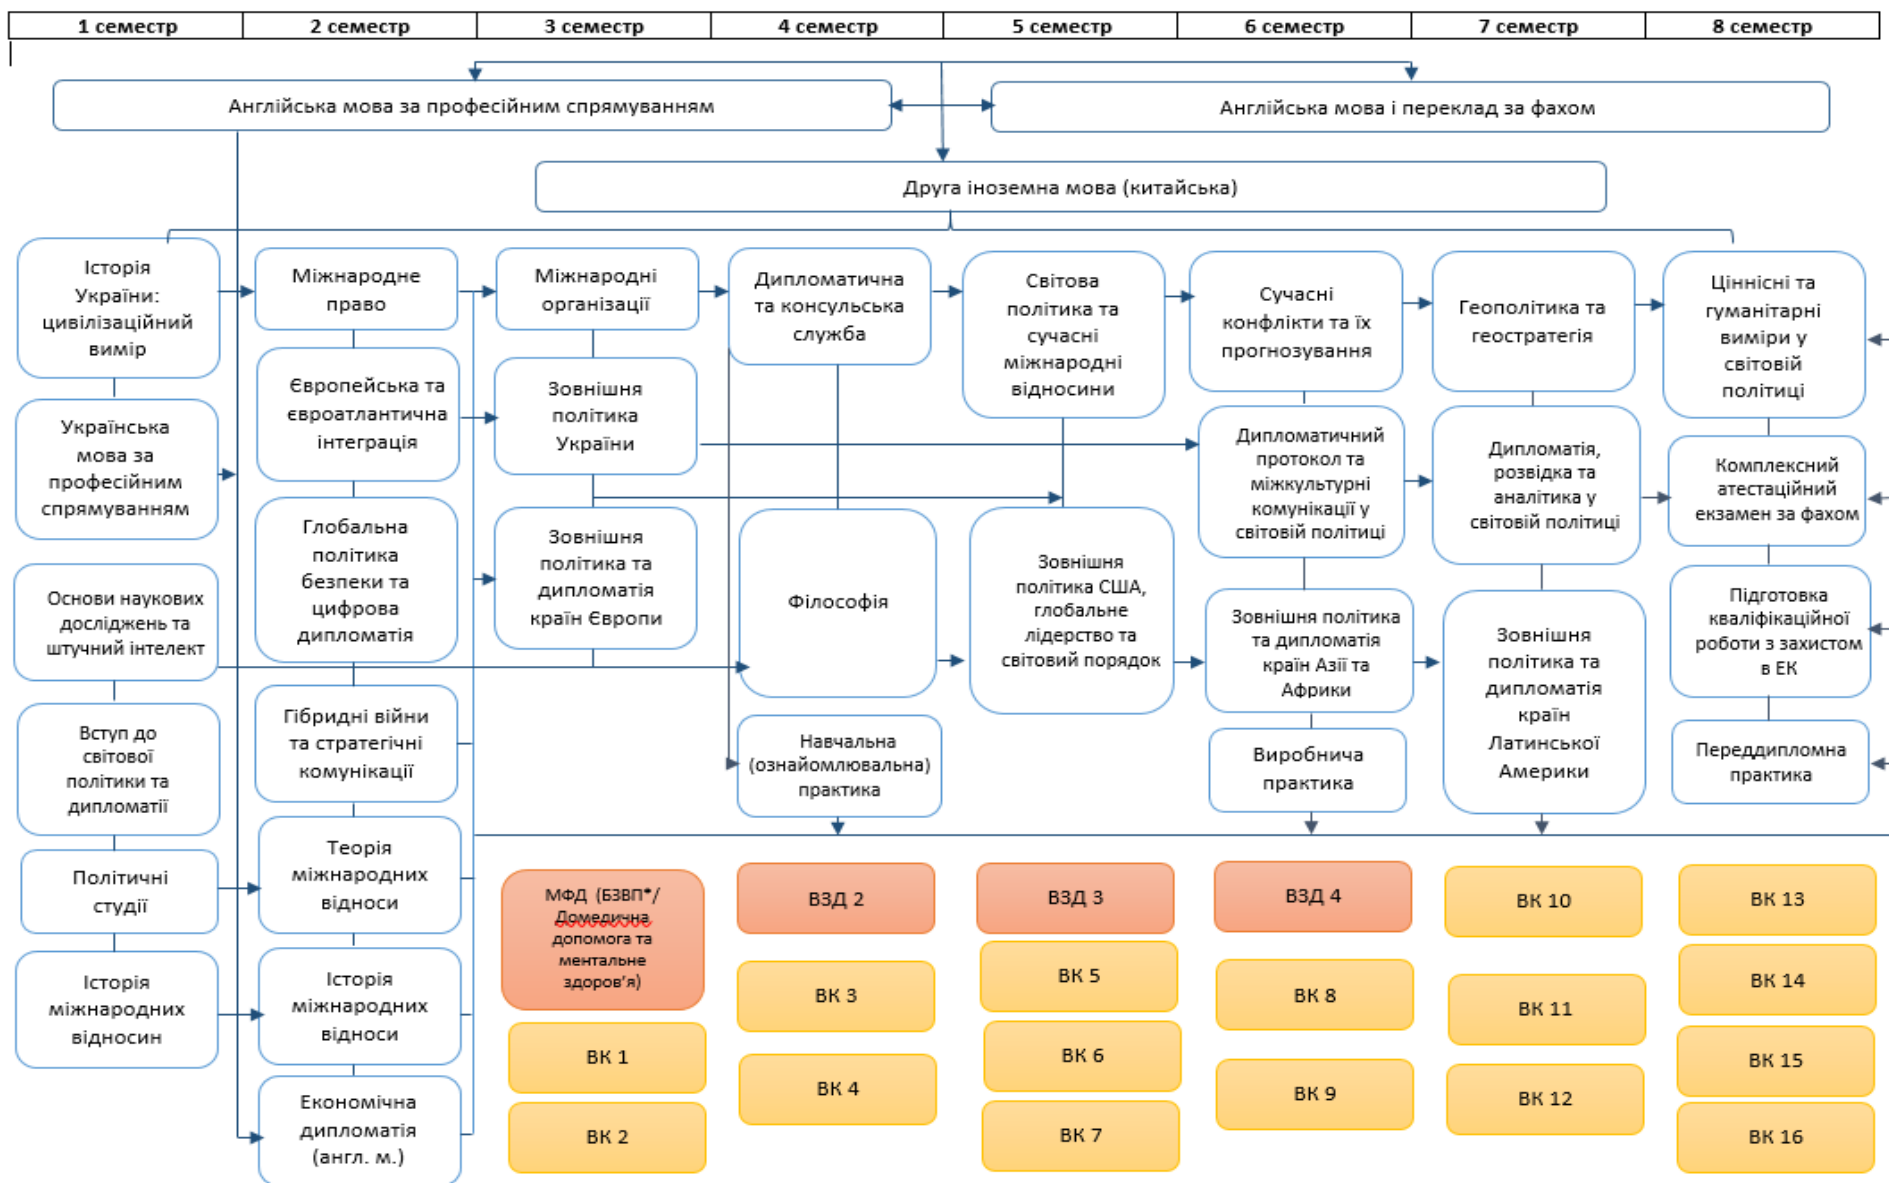 1 семестр
2 семестр
3 семестр
4 семестр
5 семестр
6 семестр
7 семестр
8 семестр
Англійська мова за професійним спрямуванням
Англійська мова і переклад за фахом
Друга іноземна мова (китайська)
Історія
України:
цивілізаційний
вимір
Українська
мова за
професійним
спрямуванням
Основи наукових
досліджень та
штучний інтелект
Вступ до
світової
політики та
дипломатії
Політичні
студії
Історія
міжнародних
відносин
Міжнародне
право
Європейська та
євроатлантична
інтеграція
Глобальна
політика
безпеки та
цифрова
дипломатія
Гібридні війни
та стратегічні
комунікації
Теорія
міжнародних
відноси
Історія
міжнародних
відноси
Економічна
дипломатія
(англ. м.)
Міжнародні
організації
Зовнішня
політика
України
Зовнішня
політика та
дипломатія
країн Європи
МФД (БЗВП*/
Домедична
допомога та
ментальне
здоров'я)
ВК 1
ВК 2
Дипломатична
та консульська
служба
Філософія
Навчальна
(ознайомлювальна)
практика
ВЗД 2
ВК 3
ВК 4
Світова
політика та
сучасні
міжнародні
відносини
Зовнішня
політика США,
глобальне
лідерство та
світовий порядок
ВЗД 3
ВК 5
ВК 6
ВК 7
Сучасні
конфлікти та їх
прогнозування
Дипломатичний
протокол та
міжкультурні
комунікації у
світовій політиці
Зовнішня політика
та дипломатія
країн Азії та
Африки
Виробнича
практика
ВЗД 4
ВК 8
ВК 9
Геополітика та
геостратегія
Дипломатія,
розвідка та
аналітика у
світовій політиці
Зовнішня
політика та
дипломатія
країн
Латинської
Америки
ВК 10
ВК 11
ВК 12
Ціннісні та
гуманітарні
виміри у
світовій
політиці
Комплексний
атестаційний
екзамен за фахом
Підготовка
кваліфікаційної
роботи з захистом
в ЕК
Переддипломна
практика
ВК 13
ВК 14
ВК 15
ВК 16